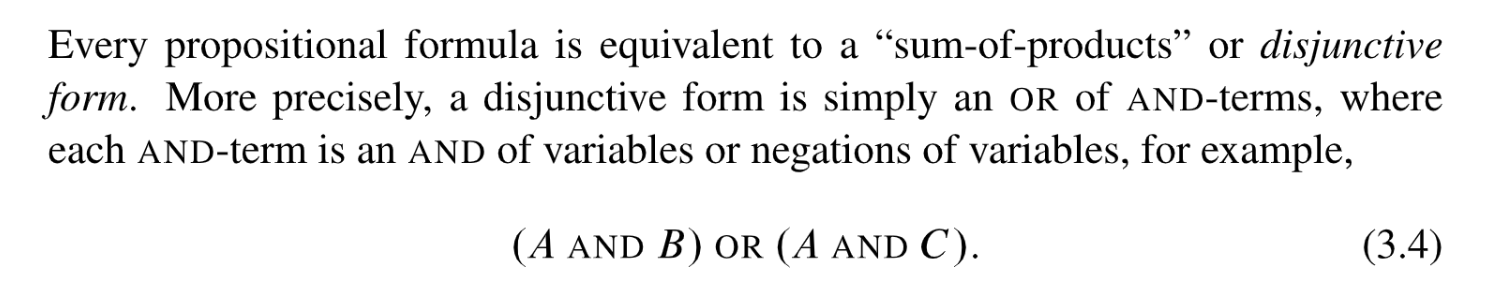 Every propositional formula is equivalent to a “sum-of-products” or disjunctive
form. More precisely, a disjunctive form is simply an OR of AND-terms, where
each AND-term is an AND of variables or negations of variables, for example,
(A AND B) OR (A AND C). (3.4)